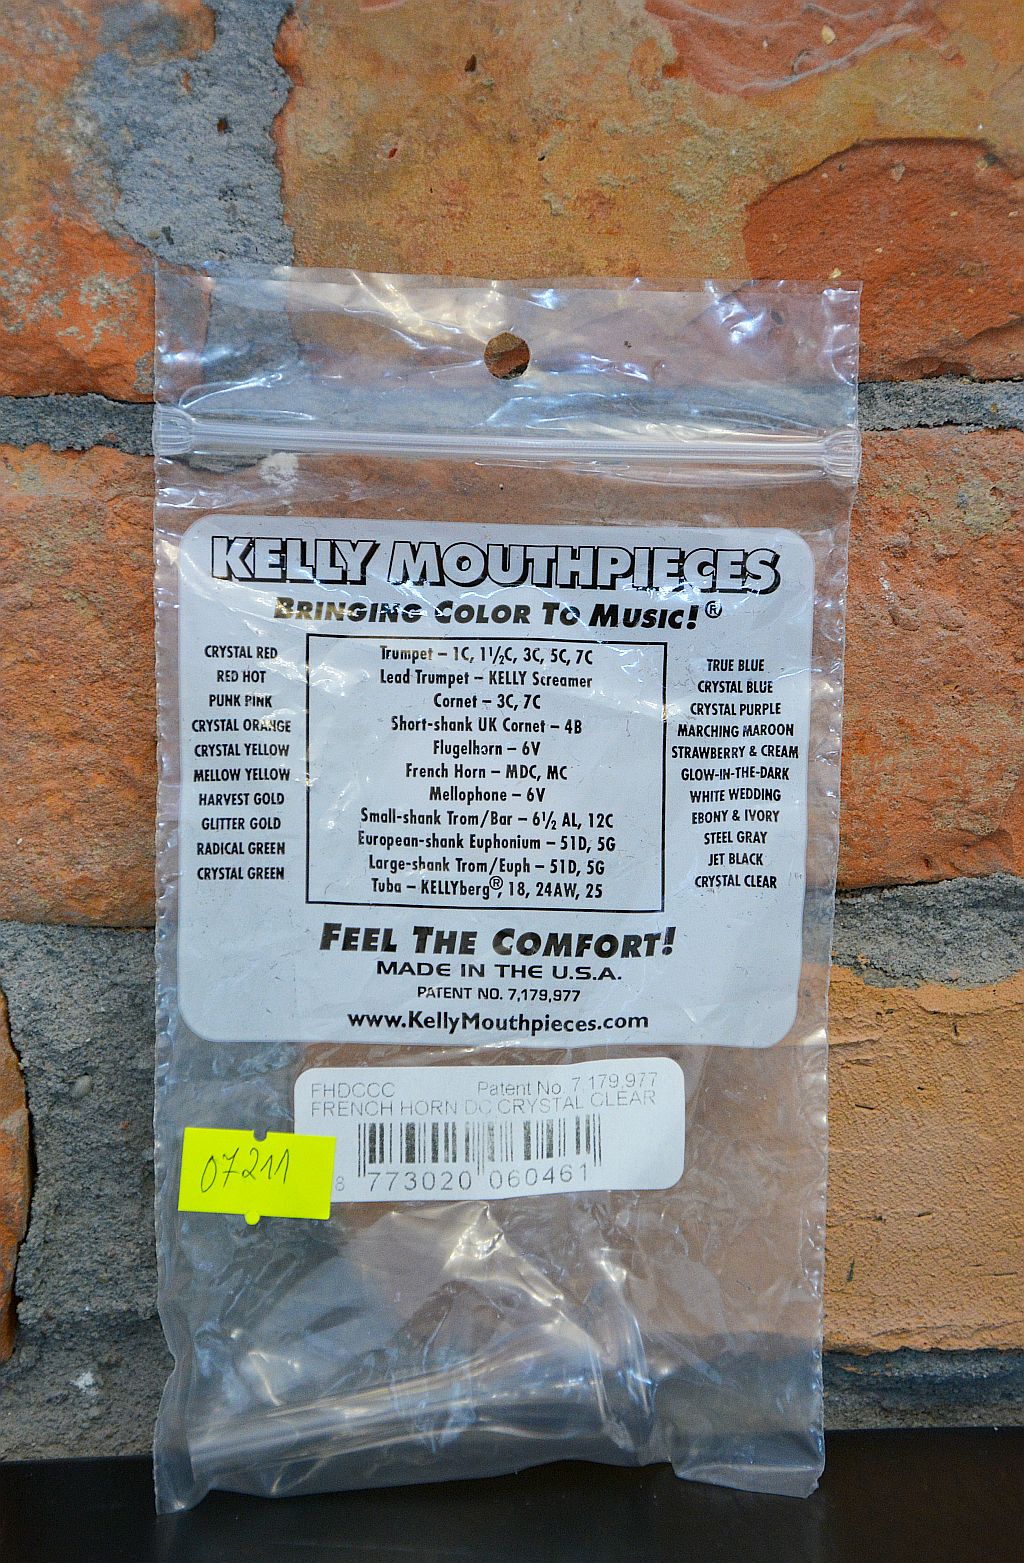 KELLY MOUTHPIECES
BRINGING COLOR TO MUSIC!®
CRYSTAL RED
RED HOT
PUNK PINK
CRYSTAL ORANGE
CRYSTAL YELLOW
MELLOW YELLOW
HARVEST GOLD
GLITTER GOLD
RADICAL GREEN
CRYSTAL GREEN
Trumpet – 1C, 1½C, 3C, 5C, 7C
Lead Trumpet – KELLY Screamer
Cornet – 3C, 7C
Short-shank UK Cornet – 4B
Flugelhorn – 6V
French Horn – MDC, MC
Mellophone – 6V
Small-shank Trom/Bar – 6½ AL, 12C
European-shank Euphonium – 51D, 5G
Large-shank Trom/Euph – 51D, 5G
Tuba – KELLYberg®, 18, 24AW, 25
TRUE BLUE
CRYSTAL BLUE
CRYSTAL PURPLE
MARCHING MAROON
STRAWBERRY & CREAM
GLOW-IN-THE-DARK
WHITE WEDDING
EBONY & IVORY
STEEL GRAY
JET BLACK
CRYSTAL CLEAR
FEEL THE COMFORT!
MADE IN THE U.S.A.
PATENT NO. 7,179,977
www.KellyMouthpieces.com
FHDCCC Patent No. 7,179,977
FRENCH HORN DC CRYSTAL CLEAR
8 773020 060461
07211